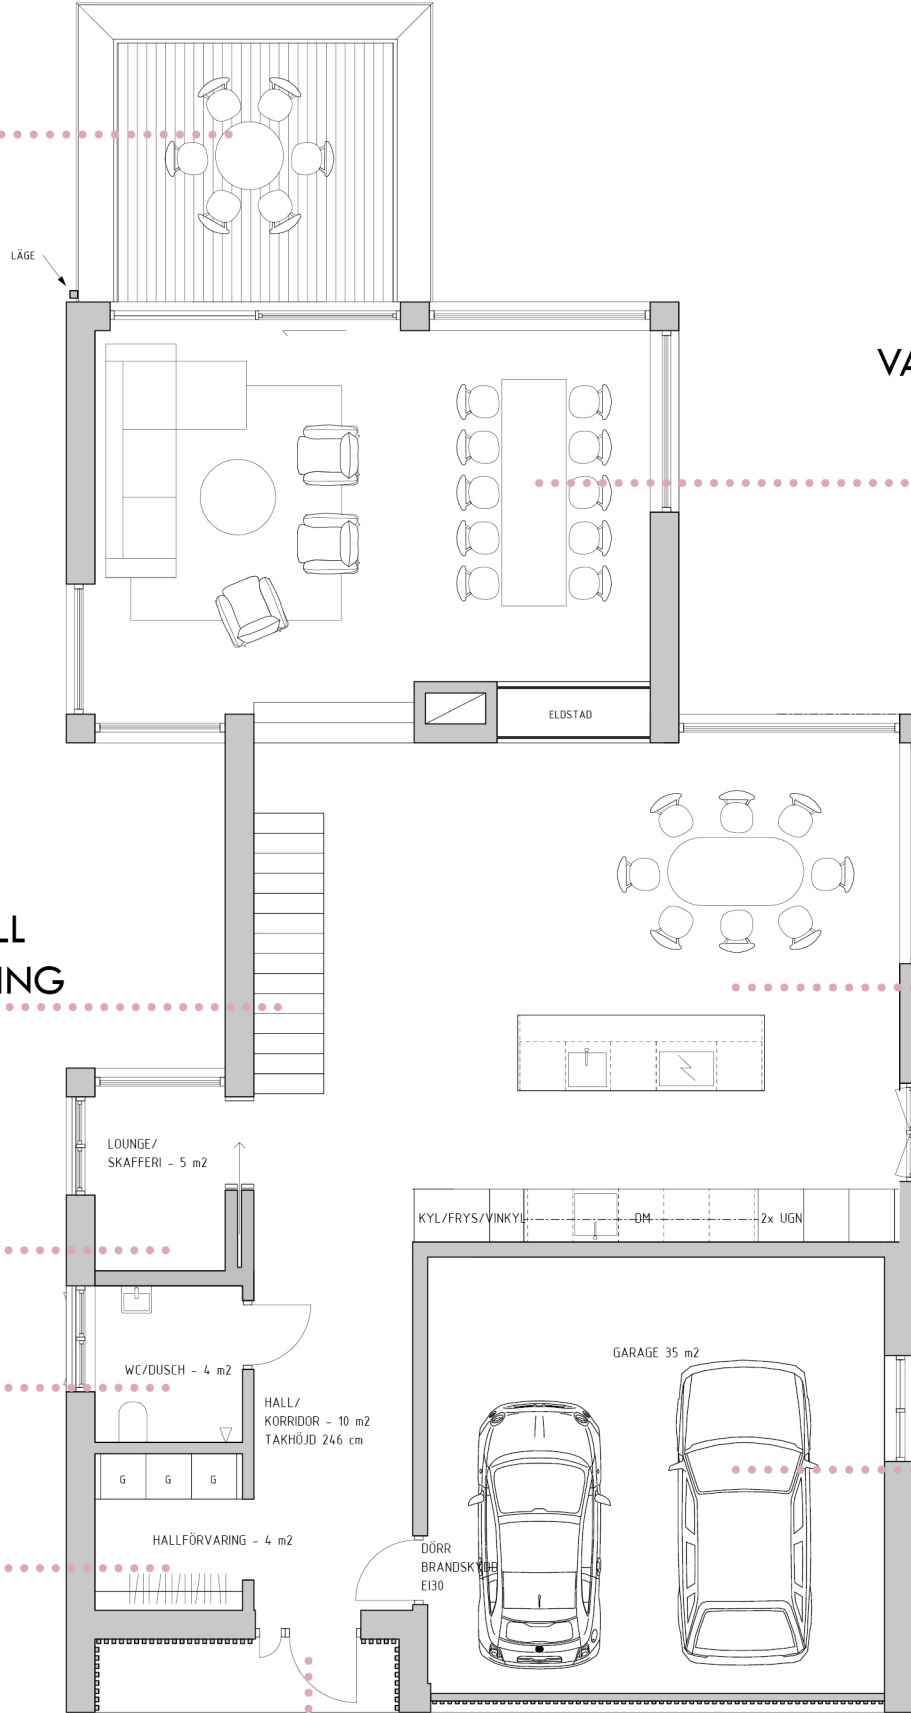 LÄGE
VA
ELDSTAD
LL
ING
LOUNGE/
SKAFFERI - 5 m2
KYL/FRYS/VINKYL
DM
2x UGN
WC/DUSCH - 4 m2
GARAGE 35 m2
HALL/
KORRIDOR - 10 m2
TAKHÖJD 246 cm
G
G
G
HALLFÖRVARING - 4 m2
DÖRR
BRANDSKYDD
EI30